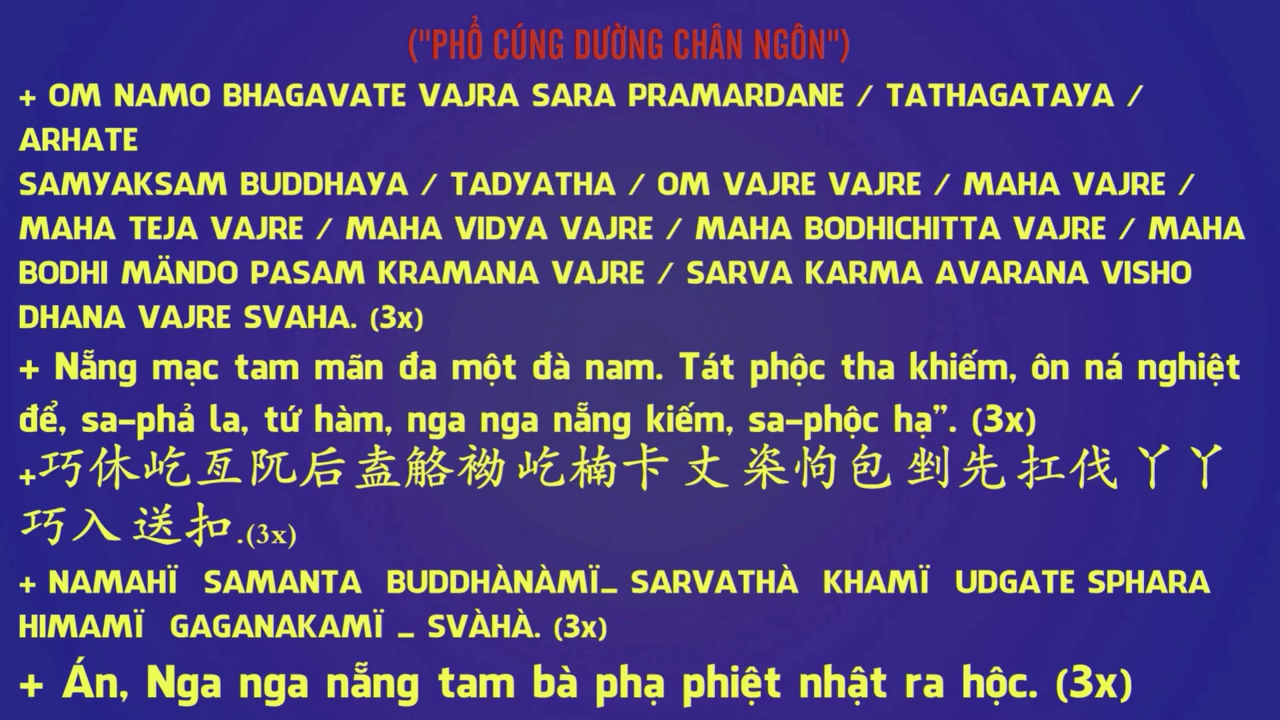 ("PHỔ CÚNG DƯỜNG CHÂN NGÔN")
+ OM NAMO BHAGAVATE VAJRA SARA PRAMARDANE / TATHAGATAYA /
ARHATE
SAMYAKSAM BUDDHAYA / TADYATHA / OM VAJRE VAJRE / MAHA VAJRE /
MAHA TEJA VAJRE / MAHA VIDYA VAJRE / MAHA BODHICHITTA VAJRE / MAHA
BODHI MÄNDO PASAM KRAMANA VAJRE / SARVA KARMA AVARANA VISHO
DHANA VAJRE SVAHA. (3x)
+ Nẵng mạc tam mãn đa một đà nam. Tát phộc tha khiếm, ôn ná nghiệt
để, sa-phả la, tứ hàm, nga nga nẵng kiếm, sa-phộc hạ”. (3x)
+巧休屹亙阢后盍觡袎屹楠卡丈桼恦包剉先扛伐丫丫
巧入送扣.(3x)
+ NAMAHÏ SAMANTA BUDDHÀNÀMÏ_ SARVATHÀ KHAMÏ UDGATE SPHARA
HIMAMÏ GAGANAKAMÏ _ SVÀHÀ. (3x)
+ Án, Nga nga nẵng tam bà phạ phiệt nhật ra hộc. (3x)